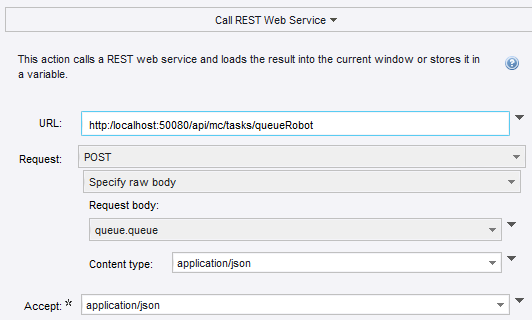 Call REST Web Service
This action calls a REST web service and loads the result into the current window or stores it in
a variable.
URL: http:/localhost:50080/api/mc/tasks/queueRobot
Request: POST
Specify raw body
Request body:
queue.queue
Content type: application/json
Accept: * application/json